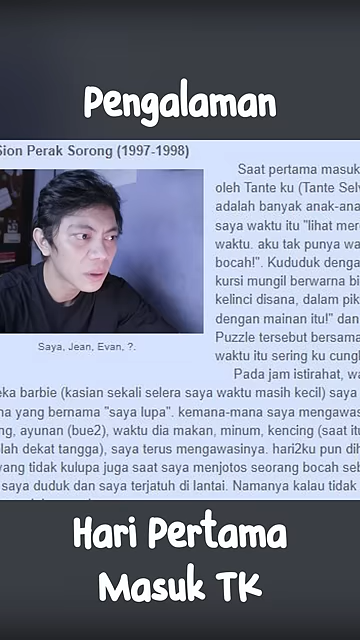 Pengalaman
Sion Perak Sorong (1997-1998)
Saat pertama masuk
oleh Tante ku (Tante Sel
adalah banyak anak-ana
saya waktu itu "lihat mer
waktu. aku tak punya wa
bocah!". Kududuk denga
kursi mungil berwarna bi
kelinci disana, dalam pik
dengan mainan itu!" dan
Puzzle tersebut bersama
waktu itu sering ku cung
Saya, Jean, Evan, ?.
Pada jam istirahat, wa
eka barbie (kasian sekali selera saya waktu masih kecil) saya
na yang bernama "saya lupa". kemana-mana saya mengawas
ng, ayunan (bue2), waktu dia makan, minum, kencing (saat itu
olah dekat tangga), saya terus mengawasinya. hari2ku pun dih
yang tidak kulupa juga saat saya menjotos seorang bocah seb
saya duduk dan saya terjatuh di lantai. Namanya kalau tidak
Hari Pertama
Masuk TK